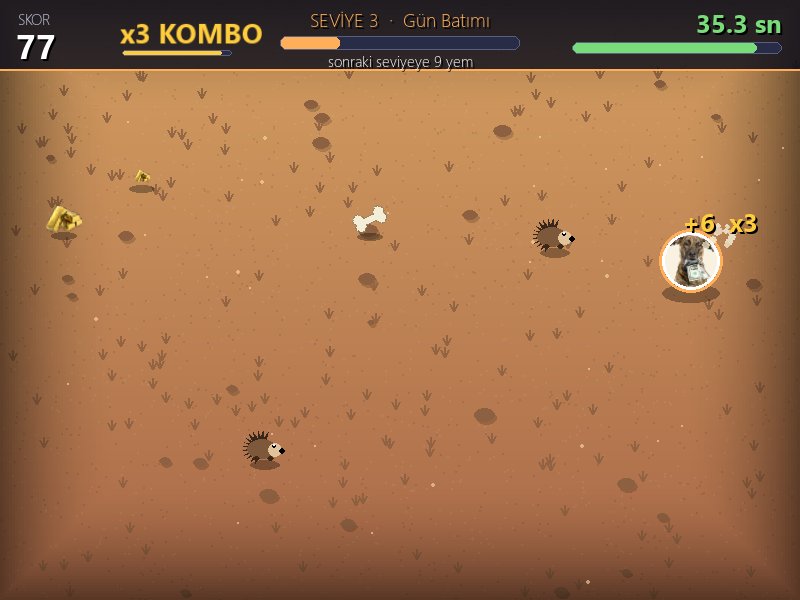 SKOR
77
x3 KOMBO
SEVİYE 3 · Gün Batımı
sonraki seviyeye 9 yem
35.3 sn
+6 x3